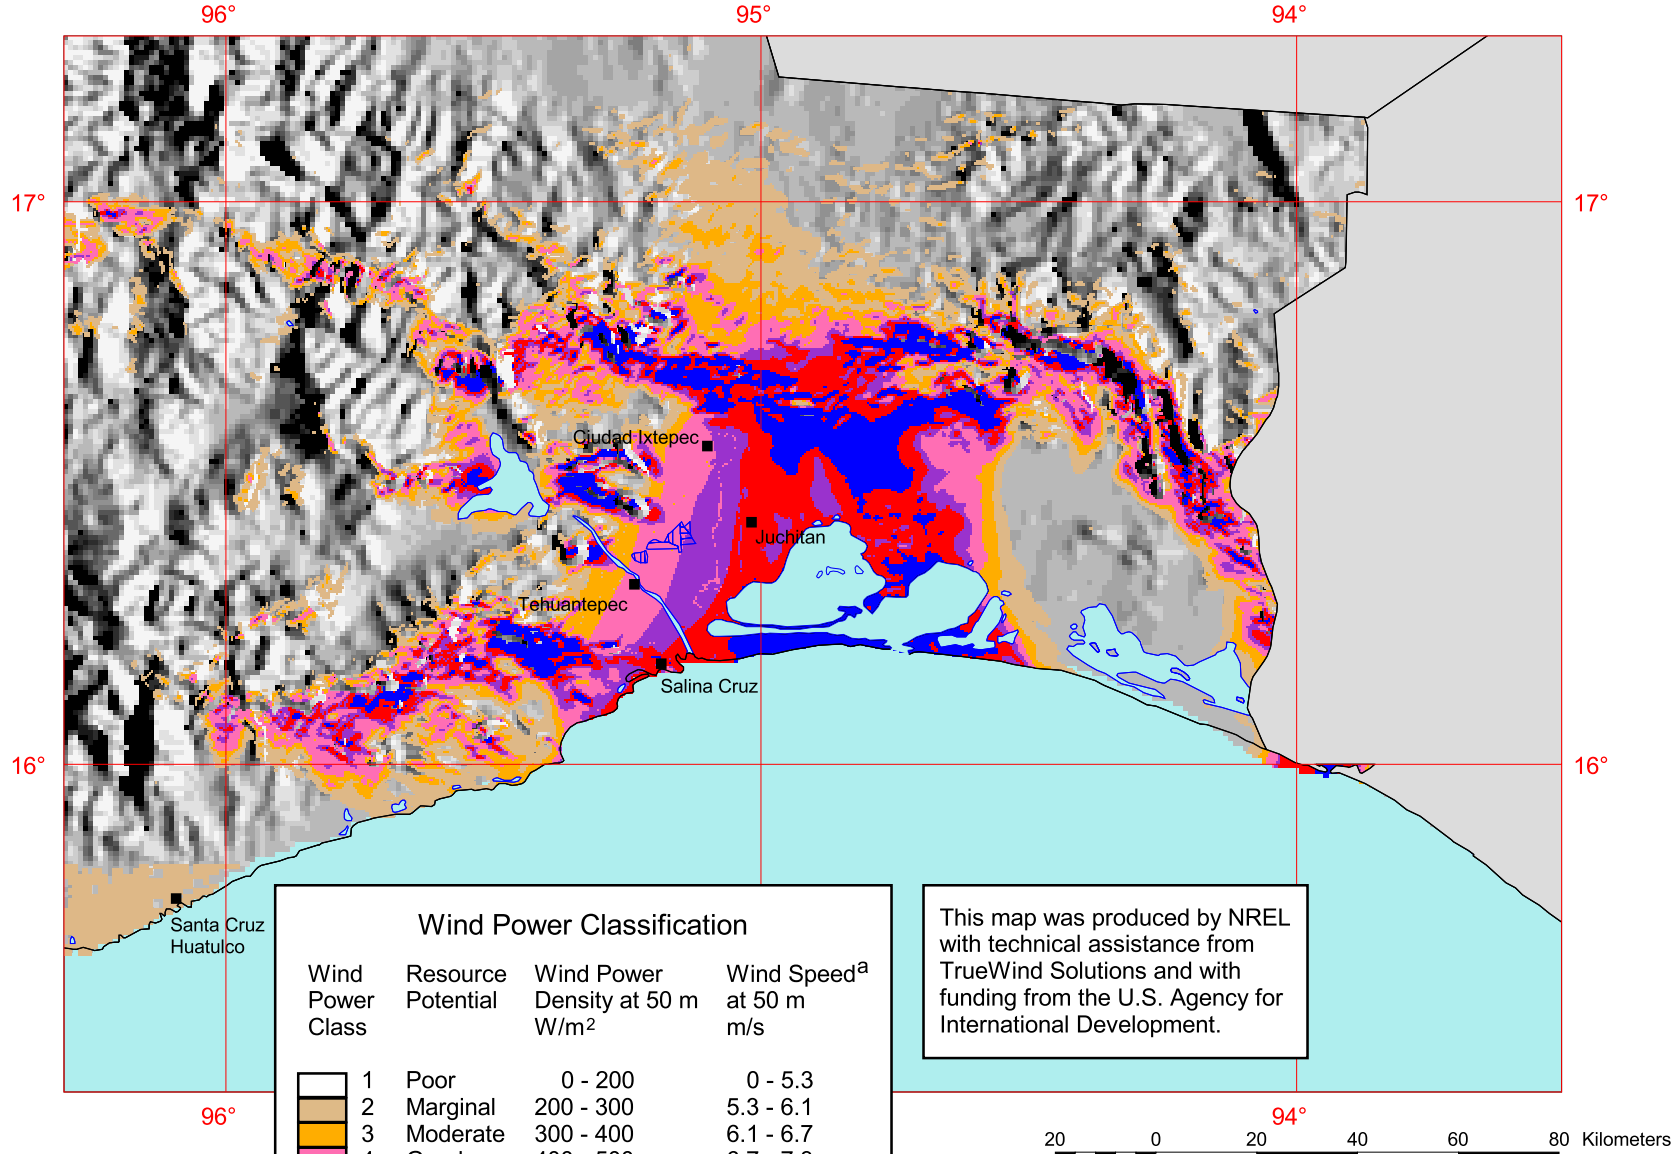 96°
95°
94°
17°
17°
Ciudad Ixtepec
Juchitan
Tehuantepec
Salina Cruz
16°
16°
Santa Cruz
Huatulco
Wind Power Classification
Wind Power Class
Resource Potential
Wind Power Density at 50 m W/m2
Wind Speed a at 50 m m/s
1 Poor 0 - 200 0 - 5.3
2 Marginal 200 - 300 5.3 - 6.1
3 Moderate 300 - 400 6.1 - 6.7
This map was produced by NREL
with technical assistance from
TrueWind Solutions and with
funding from the U.S. Agency for
International Development.
96°
94°
20 0 20 40 60 80 Kilometers